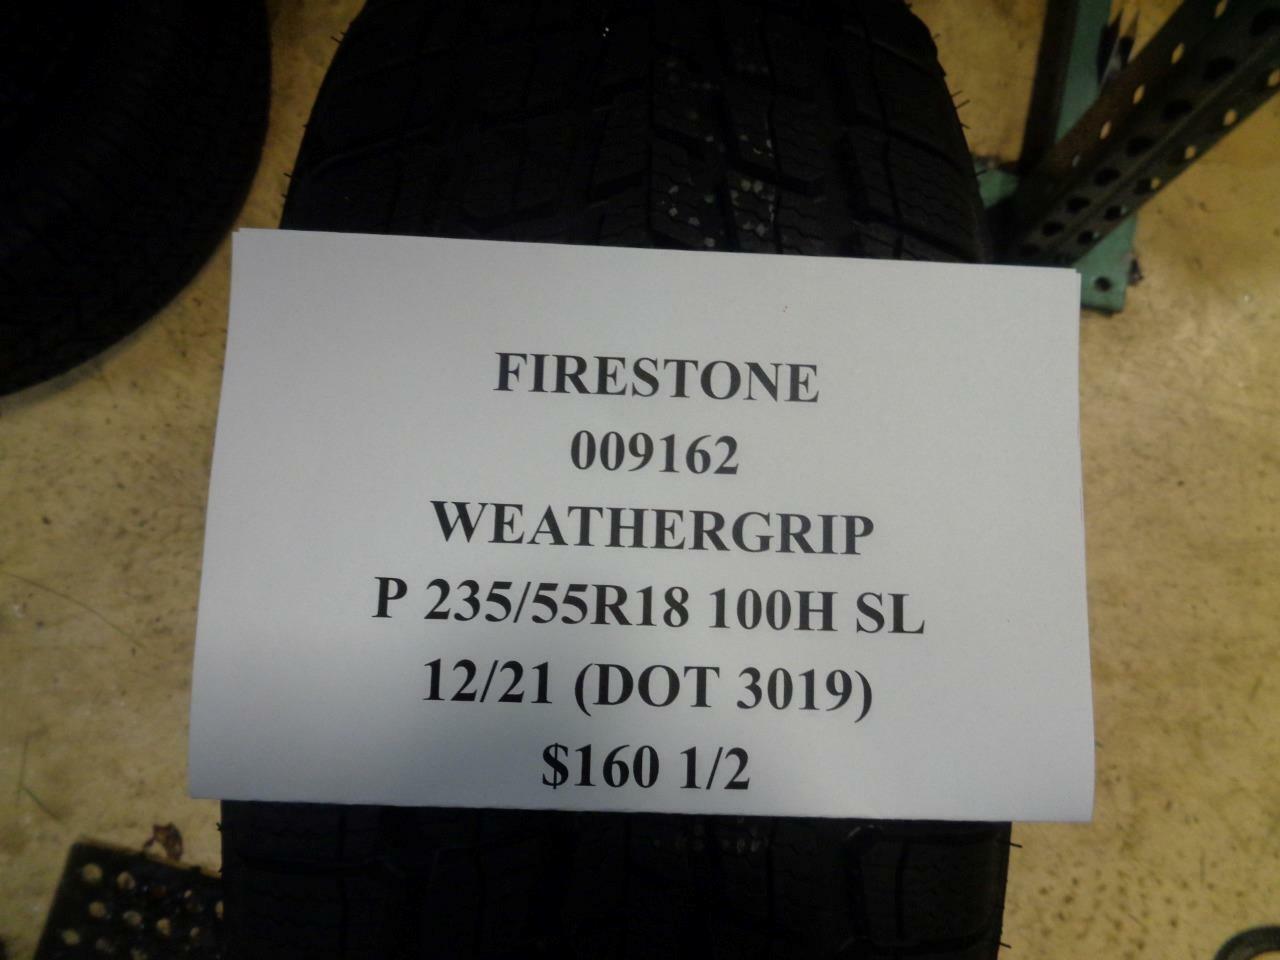 FIRESTONE
009162
WEATHERGRIP
P 235/55R18 100H SL
12/21 (DOT 3019)
$160 1/2